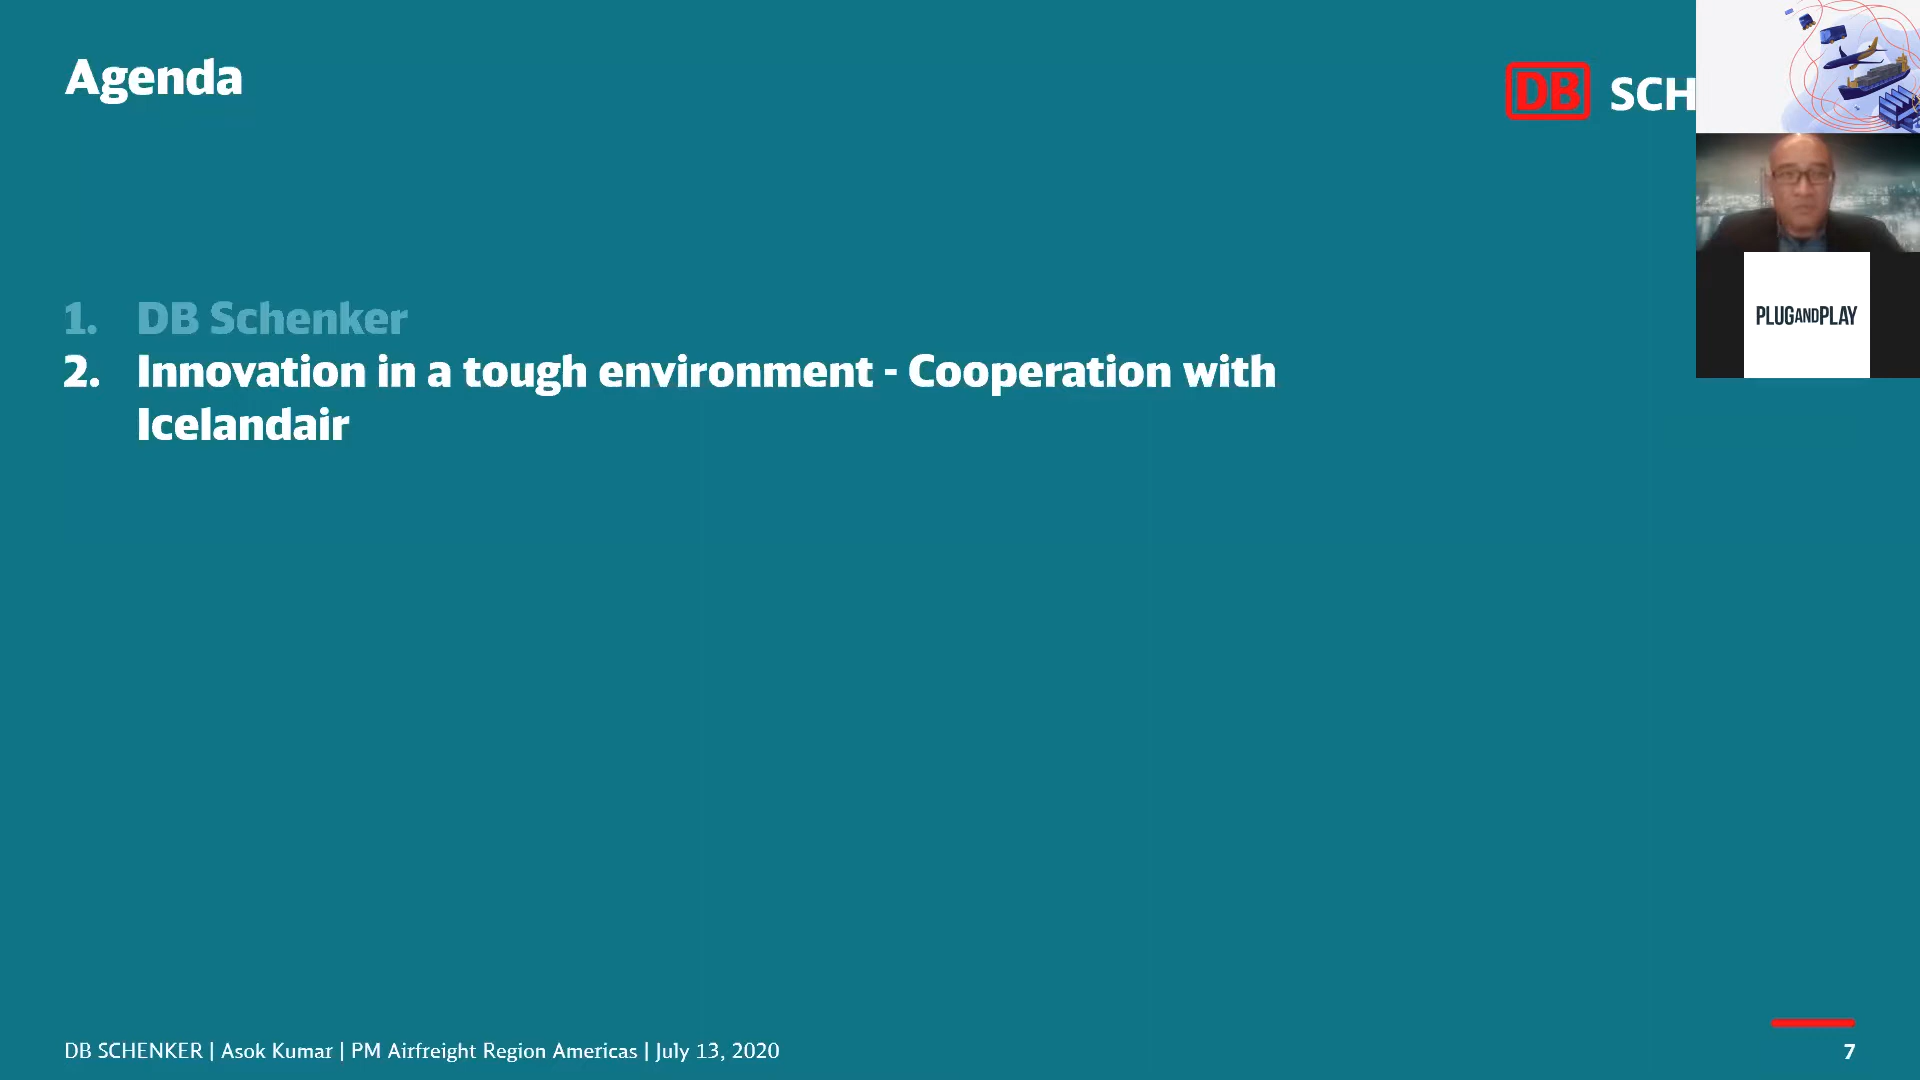 Agenda
DB SCH
PLUGANDPLAY
1. DB Schenker
2. Innovation in a tough environment - Cooperation with
Icelandair
DB SCHENKER | Asok Kumar | PM Airfreight Region Americas | July 13, 2020
7